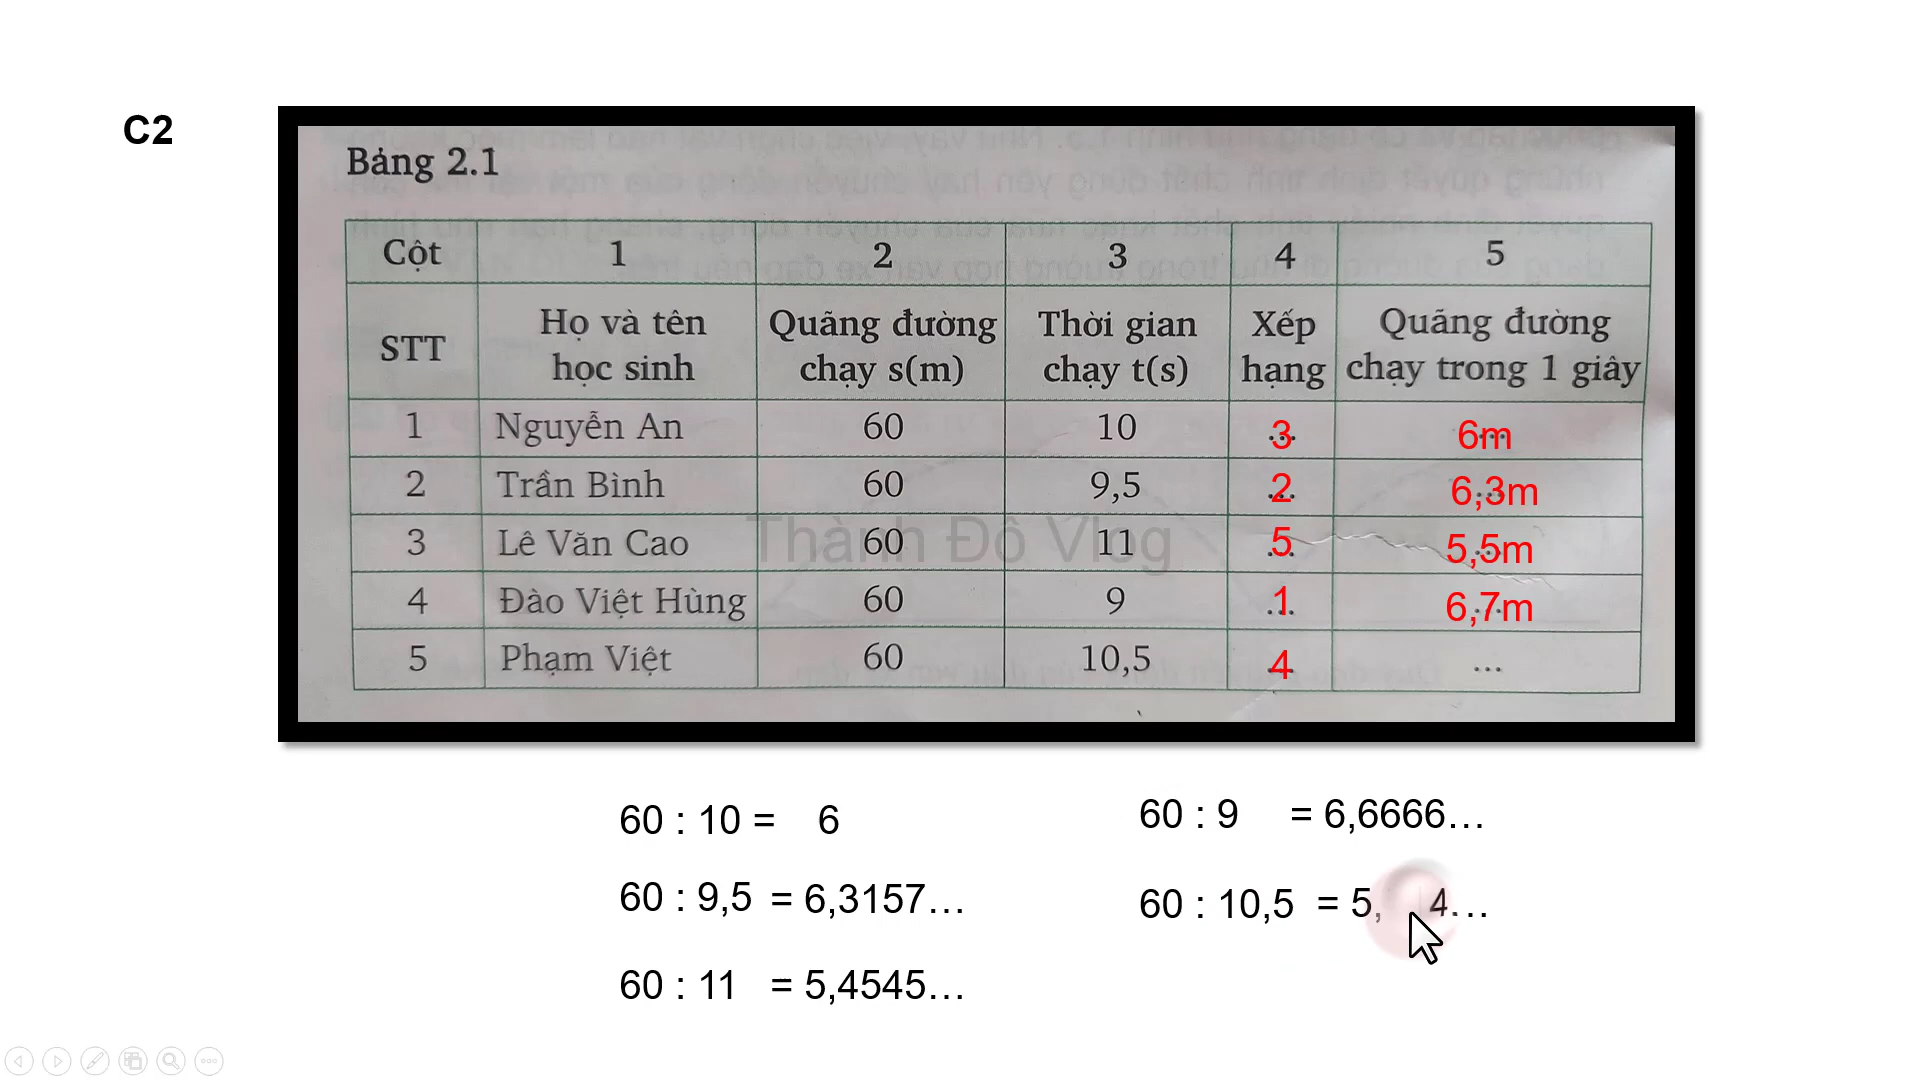 C2
Bảng 2.1
Cột 1 2 3 4 5
STT Họ và tên học sinh Quãng đường chạy s(m) Thời gian chạy t(s) Xếp hạng Quãng đường chạy trong 1 giây
1 Nguyễn An 60 10 3 6m
2 Trần Bình 60 9,5 2 6,3m
3 Lê Văn Cao 60 11 5 5,5m
4 Đào Việt Hùng 60 9 1 6,7m
5 Phạm Việt 60 10,5 4 ...
Thành Đô Vlog
60 : 10 = 6
60 : 9,5 = 6,3157…
60 : 11 = 5,4545…
60 : 9 = 6,6666…
60 : 10,5 = 5, 4…